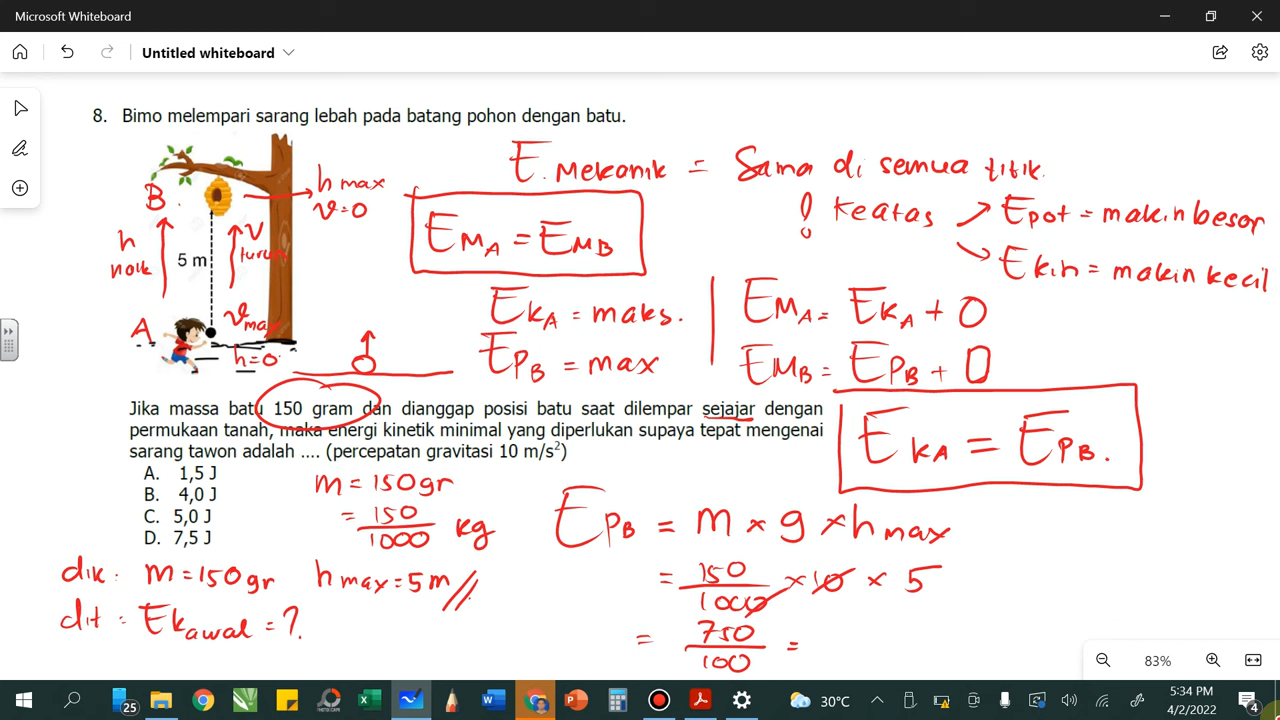 Microsoft Whiteboard
Untitled whiteboard
8. Bimo melempari sarang lebah pada batang pohon dengan batu.
E. Mekanik = Sama di semua titik.
h max
v=0
B
EMA = EMB
! keatas
Epot = makin besar
Ekin = makin kecil
h naik
5 m
v turun
EKA = maks.
EPB = max
EMA = EKA + 0
EMB = EPB + 0
A
vmax
h=0
EKA = EPB.
Jika massa batu 150 gram dan dianggap posisi batu saat dilempar sejajar dengan
permukaan tanah, maka energi kinetik minimal yang diperlukan supaya tepat mengenai
sarang tawon adalah .... (percepatan gravitasi 10 m/s²)
A. 1,5 J
B. 4,0 J
C. 5,0 J
D. 7,5 J
m = 150gr
= 150/1000 kg
dik: m = 150gr h max = 5m //
dit = Ek awal = ?
EPB = m × g × h max
= 150/1000 × 10 × 5
= 750/100 =
83%
25
30°C
5:34 PM
4/2/2022
4